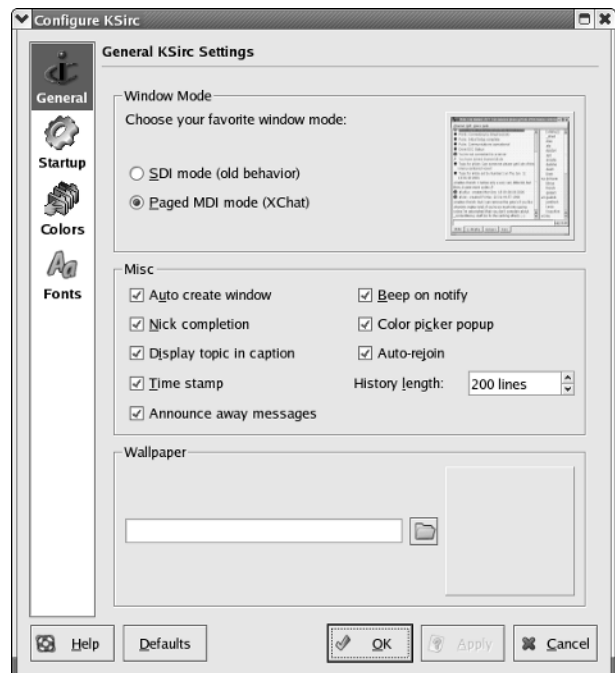 Configure KSirc
General
Startup
Colors
Fonts
General KSirc Settings
Window Mode
Choose your favorite window mode:
SDI mode (old behavior)
Paged MDI mode (XChat)
Misc
Auto create window
Beep on notify
Nick completion
Color picker popup
Display topic in caption
Auto-rejoin
Time stamp
History length: 200 lines
Announce away messages
Wallpaper
Help Defaults OK Apply Cancel